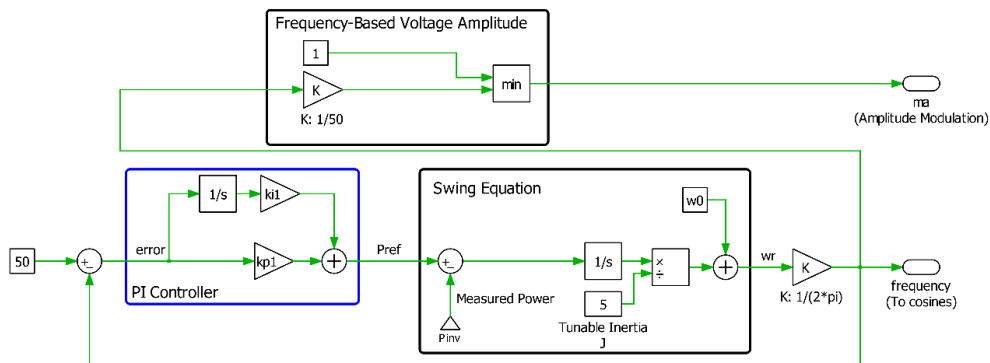 Frequency-Based Voltage Amplitude
1
K
K: 1/50
min
ma
(Amplitude Modulation)
50
+
-
error
1/s
ki1
kp1
+
PI Controller
Pref
Swing Equation
+
-
Measured Power
Pinv
1/s
5
Tunable Inertia
J
×
÷
w0
+
wr
K
K: 1/(2*pi)
frequency
(To cosines)